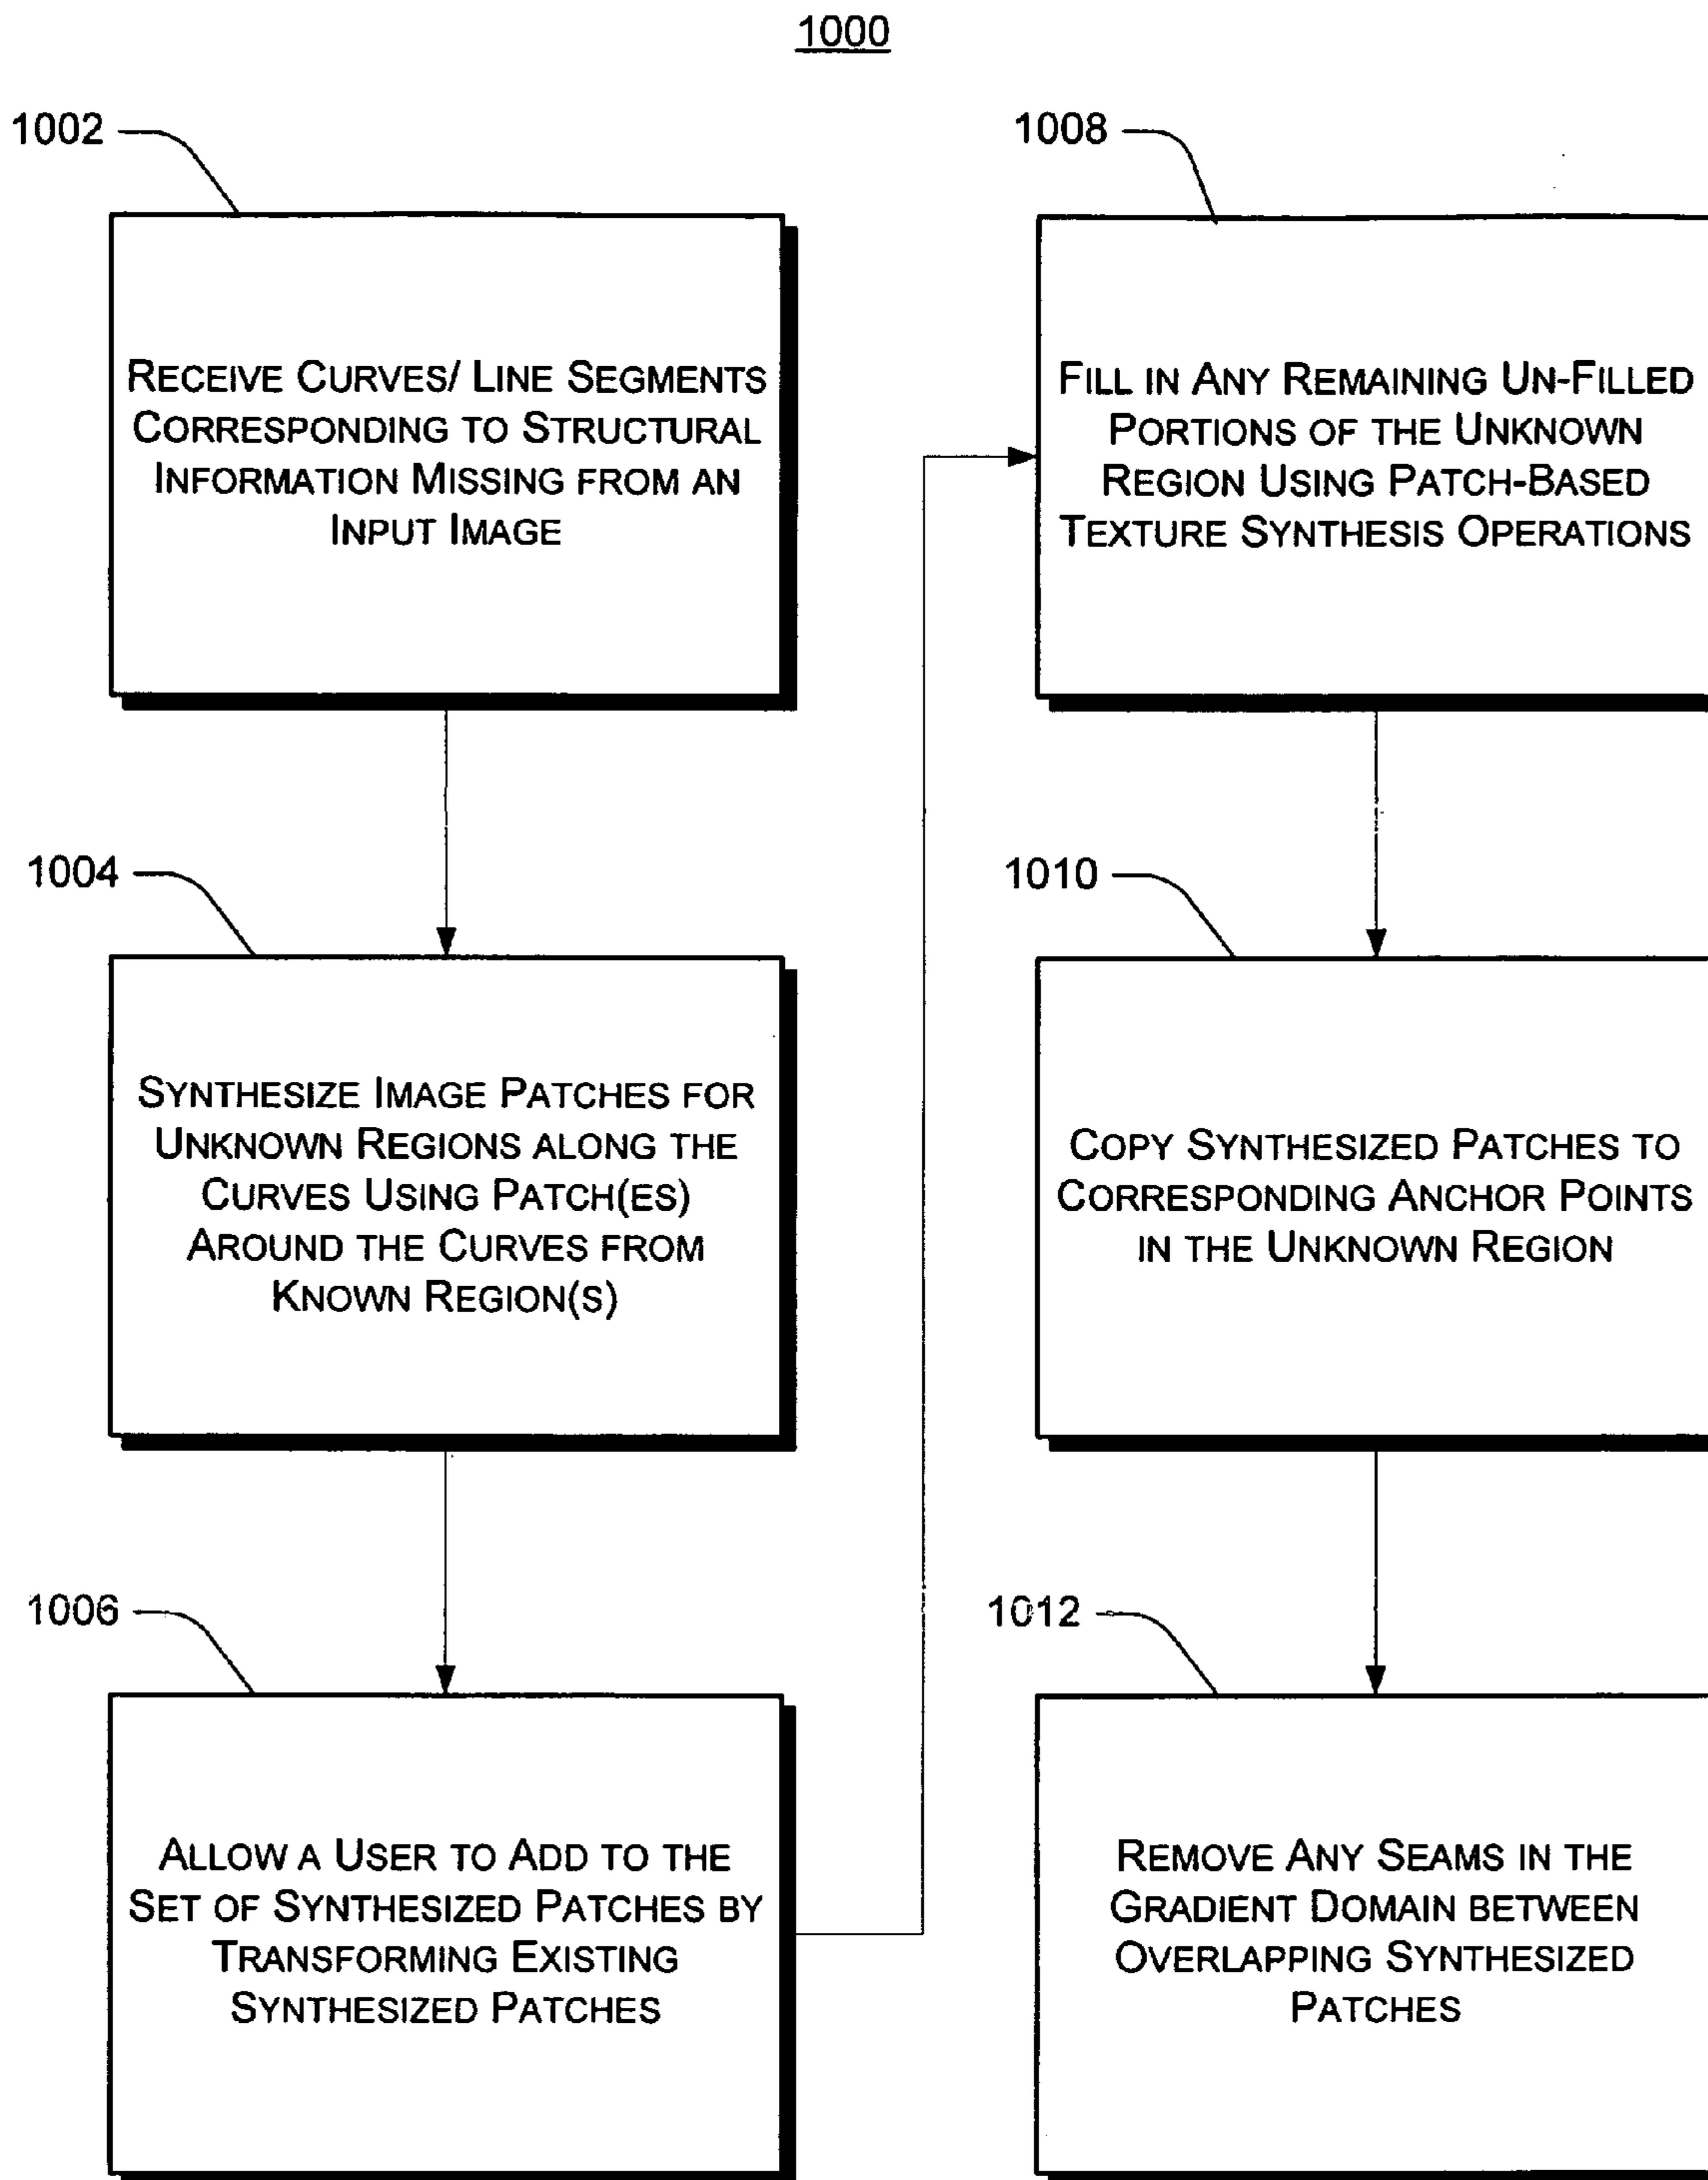 1000
1002
RECEIVE CURVES/ LINE SEGMENTS
CORRESPONDING TO STRUCTURAL
INFORMATION MISSING FROM AN
INPUT IMAGE
1004
SYNTHESIZE IMAGE PATCHES FOR
UNKNOWN REGIONS ALONG THE
CURVES USING PATCH(ES)
AROUND THE CURVES FROM
KNOWN REGION(S)
1006
ALLOW A USER TO ADD TO THE
SET OF SYNTHESIZED PATCHES BY
TRANSFORMING EXISTING
SYNTHESIZED PATCHES
1008
FILL IN ANY REMAINING UN-FILLED
PORTIONS OF THE UNKNOWN
REGION USING PATCH-BASED
TEXTURE SYNTHESIS OPERATIONS
1010
COPY SYNTHESIZED PATCHES TO
CORRESPONDING ANCHOR POINTS
IN THE UNKNOWN REGION
1012
REMOVE ANY SEAMS IN THE
GRADIENT DOMAIN BETWEEN
OVERLAPPING SYNTHESIZED
PATCHES